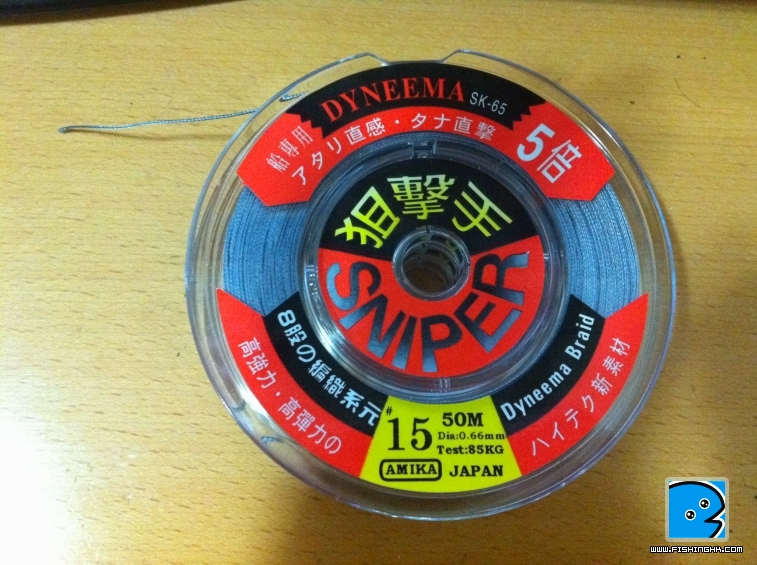 DYNEEMA SK-65
船專用
アタリ直感・タナ直撃
5倍
狙擊手
SNIPER
8股の編織系元
高強力・高彈力の
Dyneema Braid
ハイテク新素材
#15
50M
Dia:0.66mm
Test:85KG
AMIKA JAPAN
WWW.FISHINGHK.COM